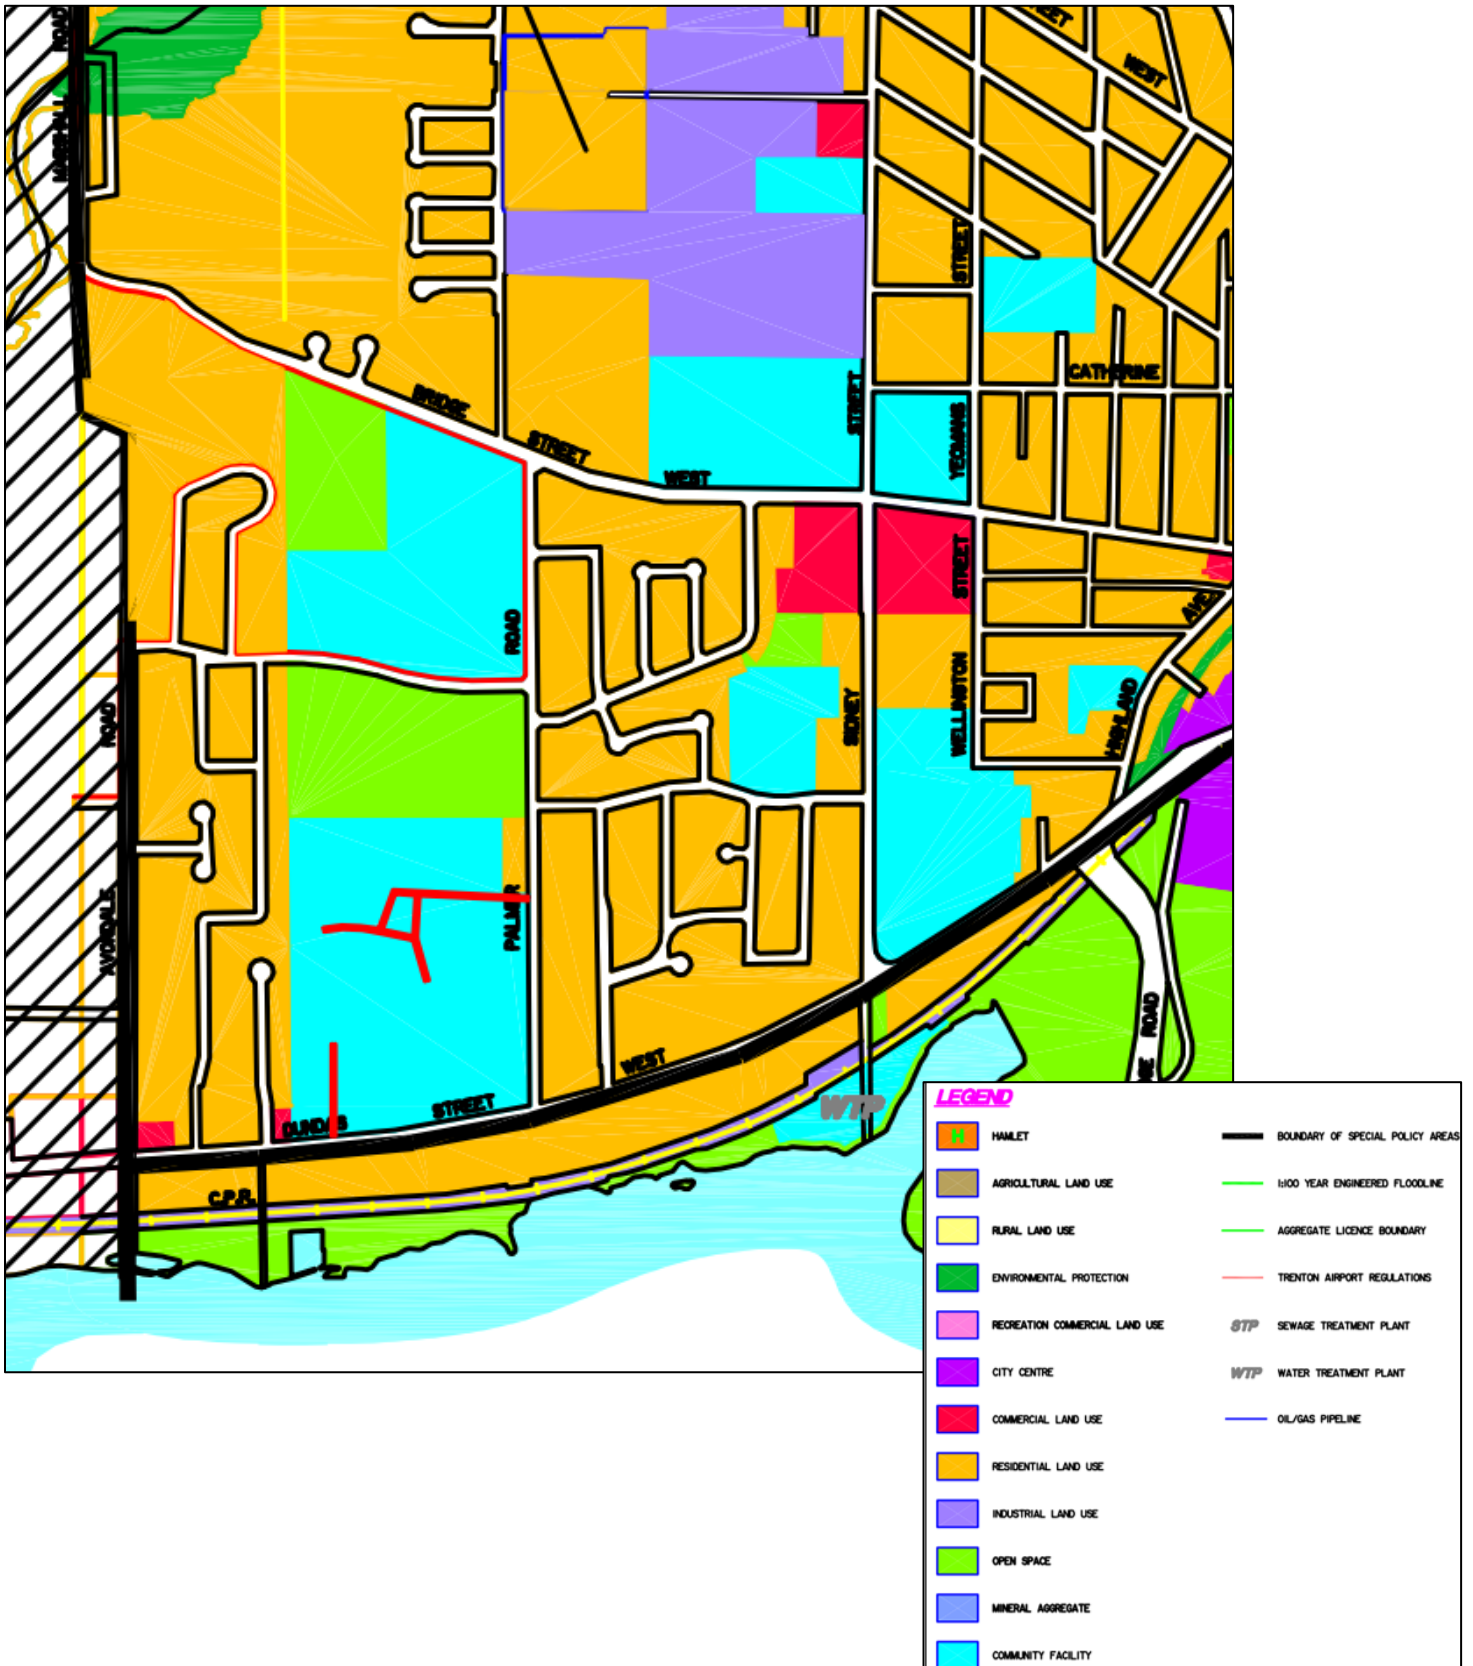 ROAD
MARSHALL
WEST
STREET
CATHERINE
BRIDGE
STREET
WEST
STREET
YEOMANS
STREET
ROAD
AVE.
ROAD
SIDNEY
WELLINGTON
HIGHLAND
AVONDALE
PALMER
ROAD
WEST
STREET
DUNDAS
WTP
C.P.R.
LEGEND
H HAMLET
BOUNDARY OF SPECIAL POLICY AREAS
AGRICULTURAL LAND USE
1:100 YEAR ENGINEERED FLOODLINE
RURAL LAND USE
AGGREGATE LICENCE BOUNDARY
ENVIRONMENTAL PROTECTION
TRENTON AIRPORT REGULATIONS
RECREATION COMMERCIAL LAND USE
STP SEWAGE TREATMENT PLANT
CITY CENTRE
WTP WATER TREATMENT PLANT
COMMERCIAL LAND USE
OIL/GAS PIPELINE
RESIDENTIAL LAND USE
INDUSTRIAL LAND USE
OPEN SPACE
MINERAL AGGREGATE
COMMUNITY FACILITY